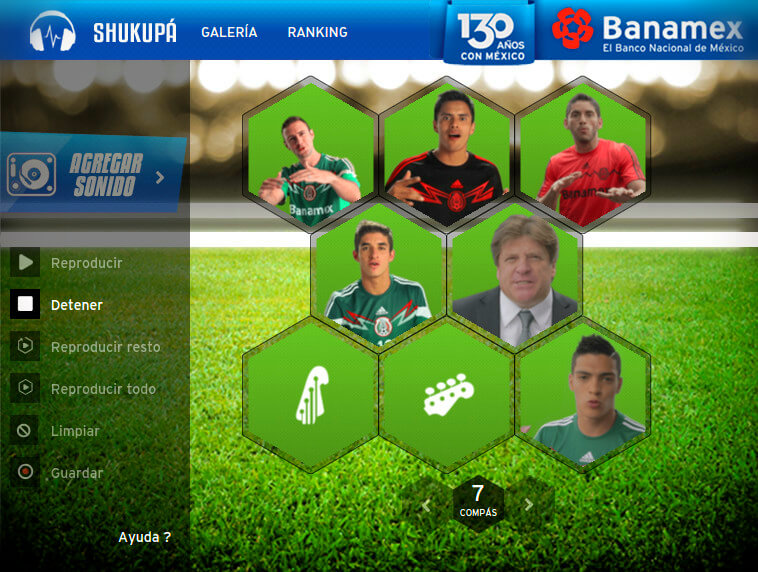 SHUKUPÁ
GALERÍA
RANKING
130
AÑOS
CON MÉXICO
Banamex
El Banco Nacional de México
AGREGAR
SONIDO
Reproducir
Detener
Reproducir resto
Reproducir todo
Limpiar
Guardar
Ayuda ?
Banamex
7
COMPÁS